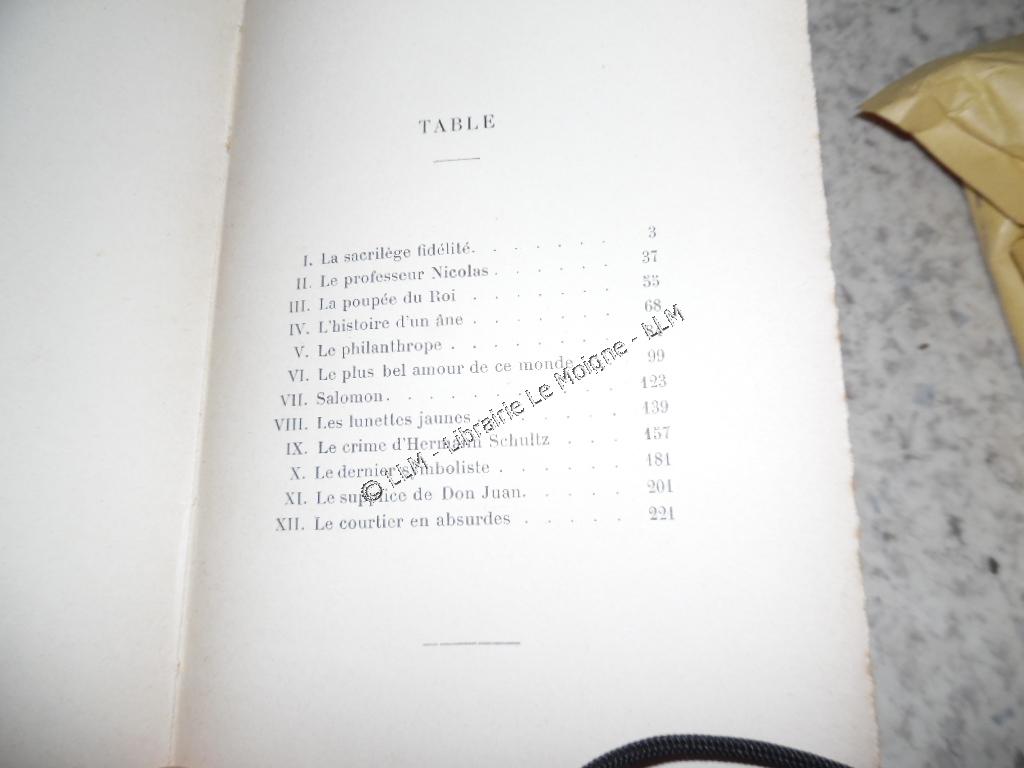 TABLE
I. La sacrilège fidélité. . . . . . . 3
II. Le professeur Nicolas . . . . . . 37
III. La poupée du Roi . . . . . . . 55
IV. L'histoire d'un âne . . . . . . . 68
V. Le philanthrope . . . . . . .
VI. Le plus bel amour de ce monde . . . 99
VII. Salomon. . . . . . . . . . 123
VIII. Les lunettes jaunes . . . . . . . 139
IX. Le crime d'Hermann Schultz . . . 157
X. Le dernier symboliste . . . . . . 181
XI. Le supplice de Don Juan. . . . . 201
XII. Le courtier en absurdes . . . . . 221
© LLM - Librairie Le Moigne - LLM